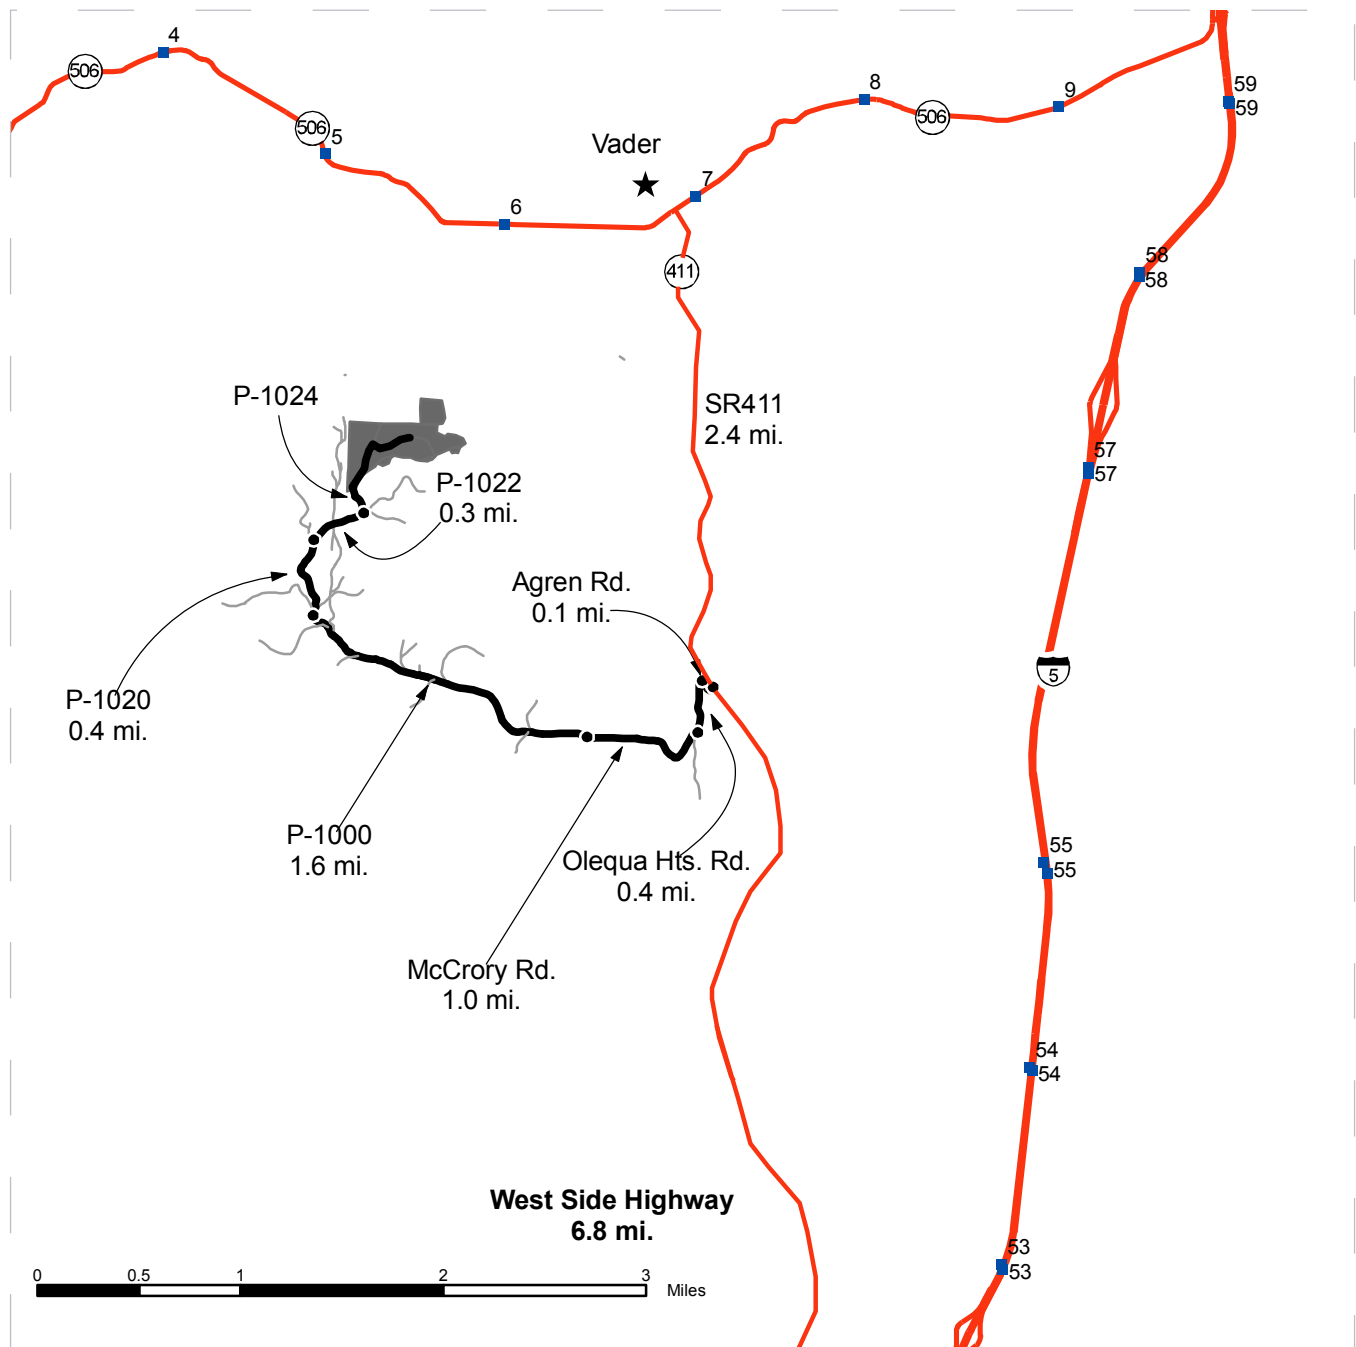 4
506
506
5
6
Vader
7
8
506
9
59
59
411
58
58
P-1024
SR411
2.4 mi.
57
57
P-1022
0.3 mi.
Agren Rd.
0.1 mi.
5
P-1020
0.4 mi.
P-1000
1.6 mi.
Olequa Hts. Rd.
0.4 mi.
55
55
McCrory Rd.
1.0 mi.
54
54
West Side Highway
6.8 mi.
53
53
0 0.5 1 2 3
Miles